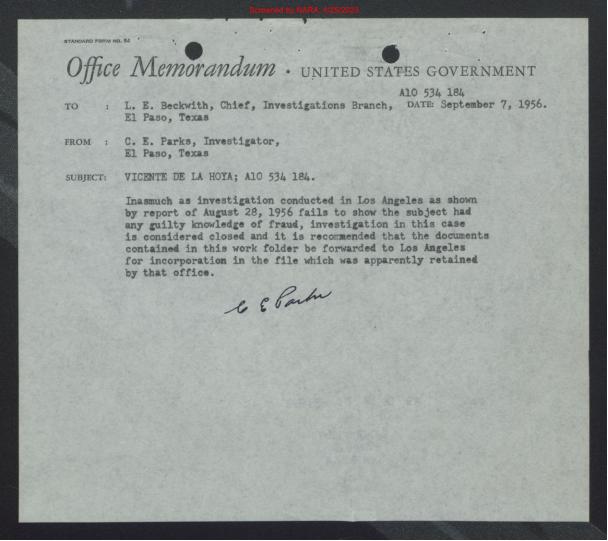 Screened by NARA, 4/25/2023
STANDARD FORM NO. 64
Office Memorandum • UNITED STATES GOVERNMENT
A10 534 184
TO : L. E. Beckwith, Chief, Investigations Branch, DATE: September 7, 1956.
El Paso, Texas
FROM : C. E. Parks, Investigator,
El Paso, Texas
SUBJECT: VICENTE DE LA HOYA; A10 534 184.
Inasmuch as investigation conducted in Los Angeles as shown
by report of August 28, 1956 fails to show the subject had
any guilty knowledge of fraud, investigation in this case
is considered closed and it is recommended that the documents
contained in this work folder be forwarded to Los Angeles
for incorporation in the file which was apparently retained
by that office.
C E Parks